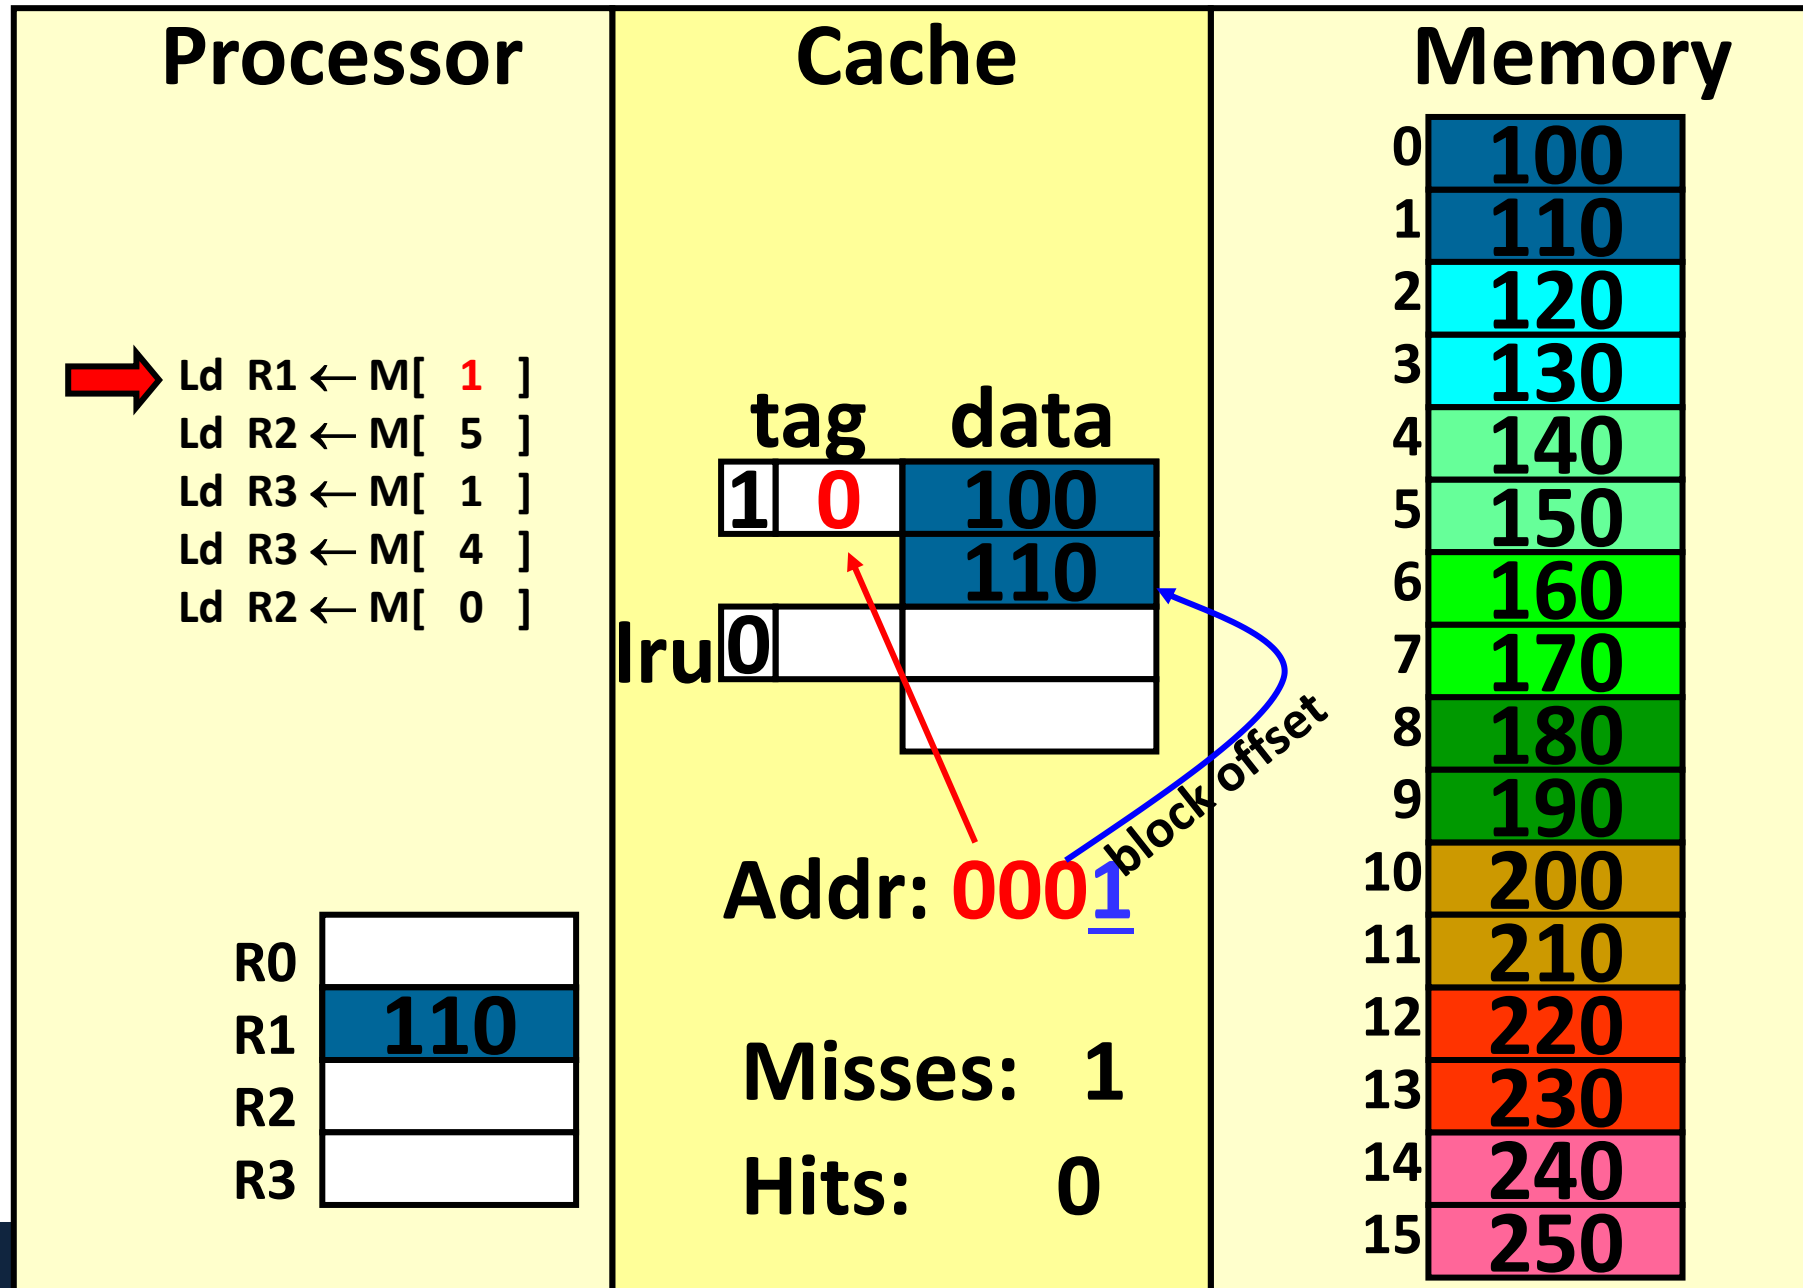 Processor
Ld R1 ← M[ 1 ]
Ld R2 ← M[ 5 ]
Ld R3 ← M[ 1 ]
Ld R3 ← M[ 4 ]
Ld R2 ← M[ 0 ]
R0
R1 110
R2
R3
Cache
tag data
1 0 100
110
lru 0
block offset
Addr: 0001
Misses: 1
Hits: 0
Memory
0 100
1 110
2 120
3 130
4 140
5 150
6 160
7 170
8 180
9 190
10 200
11 210
12 220
13 230
14 240
15 250